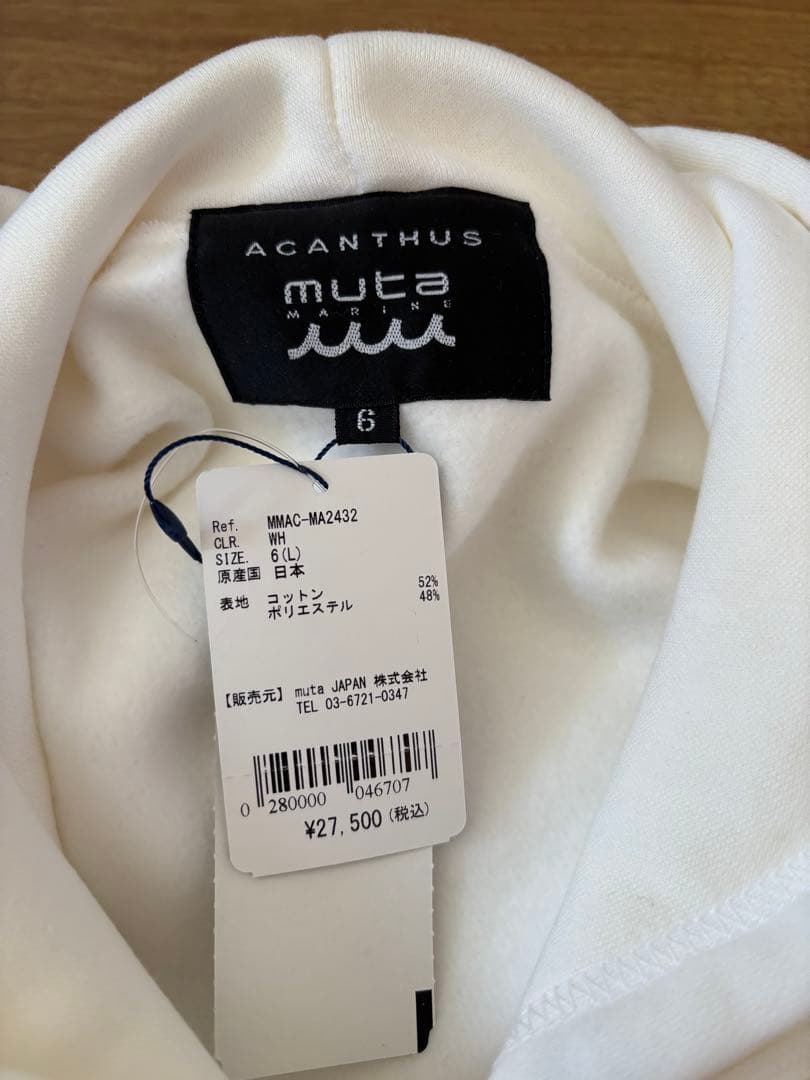 ACANTHUS
muta
MARINE
6
Ref. MMAC-MA2432
CLR. WH
SIZE. 6(L)
原産国 日本
表地 コットン 52%
ポリエステル 48%
【販売元】 muta JAPAN 株式会社
TEL 03-6721-0347
0 280000 046707
¥27,500(税込)